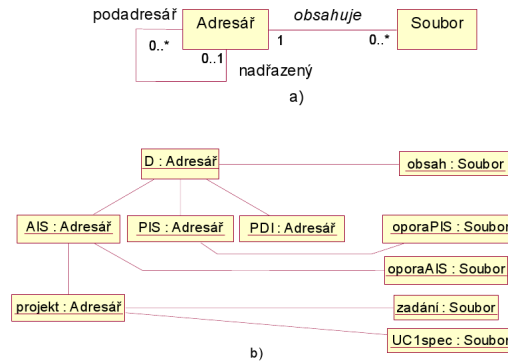 podadresář
Adresář
obsahuje
Soubor
0..*
1
0..*
0..1
nadřazený
a)
D : Adresář
obsah : Soubor
AIS : Adresář
PIS : Adresář
PDI : Adresář
oporaPIS : Soubor
oporaAIS : Soubor
projekt : Adresář
zadání : Soubor
UC1spec : Soubor
b)